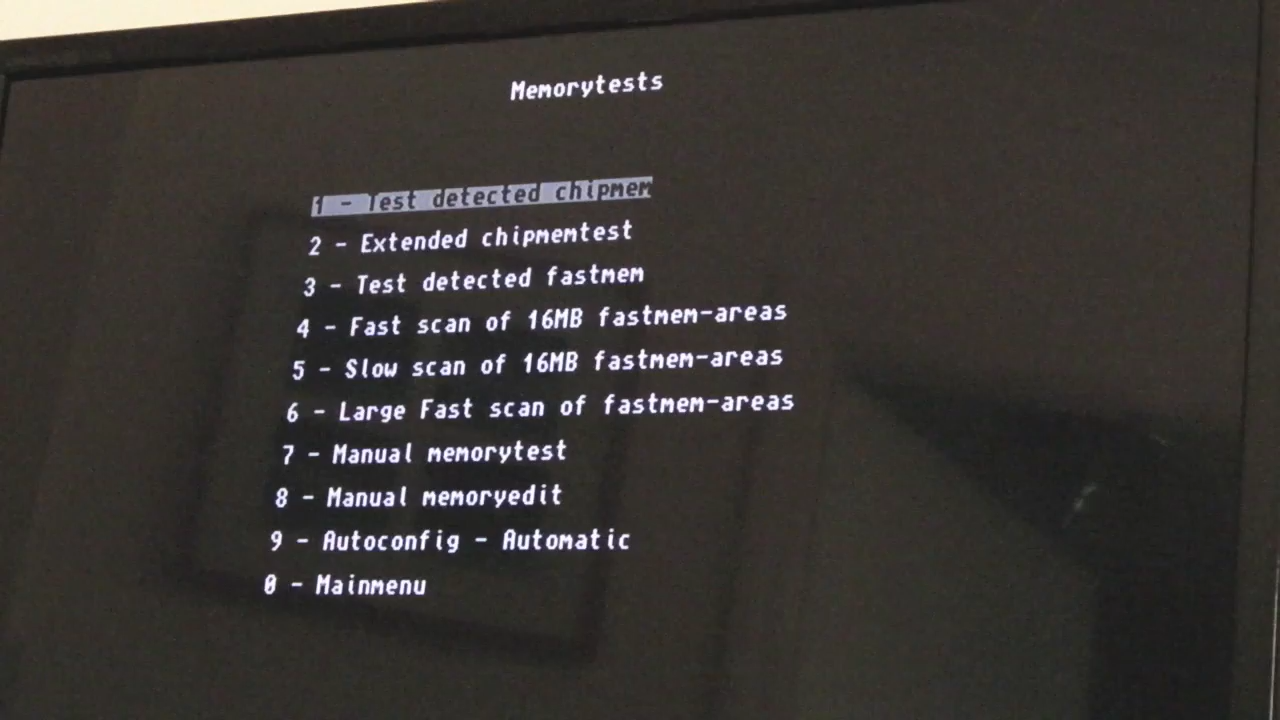 Memorytests
1 - Test detected chipmem
2 - Extended chipmemtest
3 - Test detected fastmem
4 - Fast scan of 16MB fastmem-areas
5 - Slow scan of 16MB fastmem-areas
6 - Large Fast scan of fastmem-areas
7 - Manual memorytest
8 - Manual memoryedit
9 - Autoconfig - Automatic
0 - Mainmenu